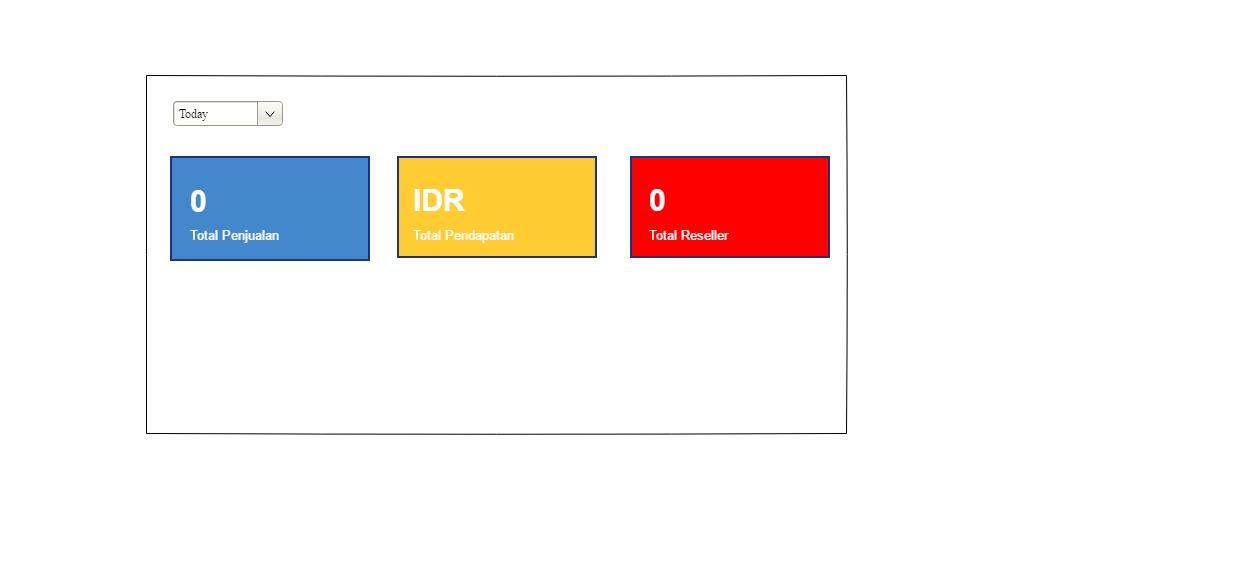 Today
0
Total Penjualan
IDR
Total Pendapatan
0
Total Reseller